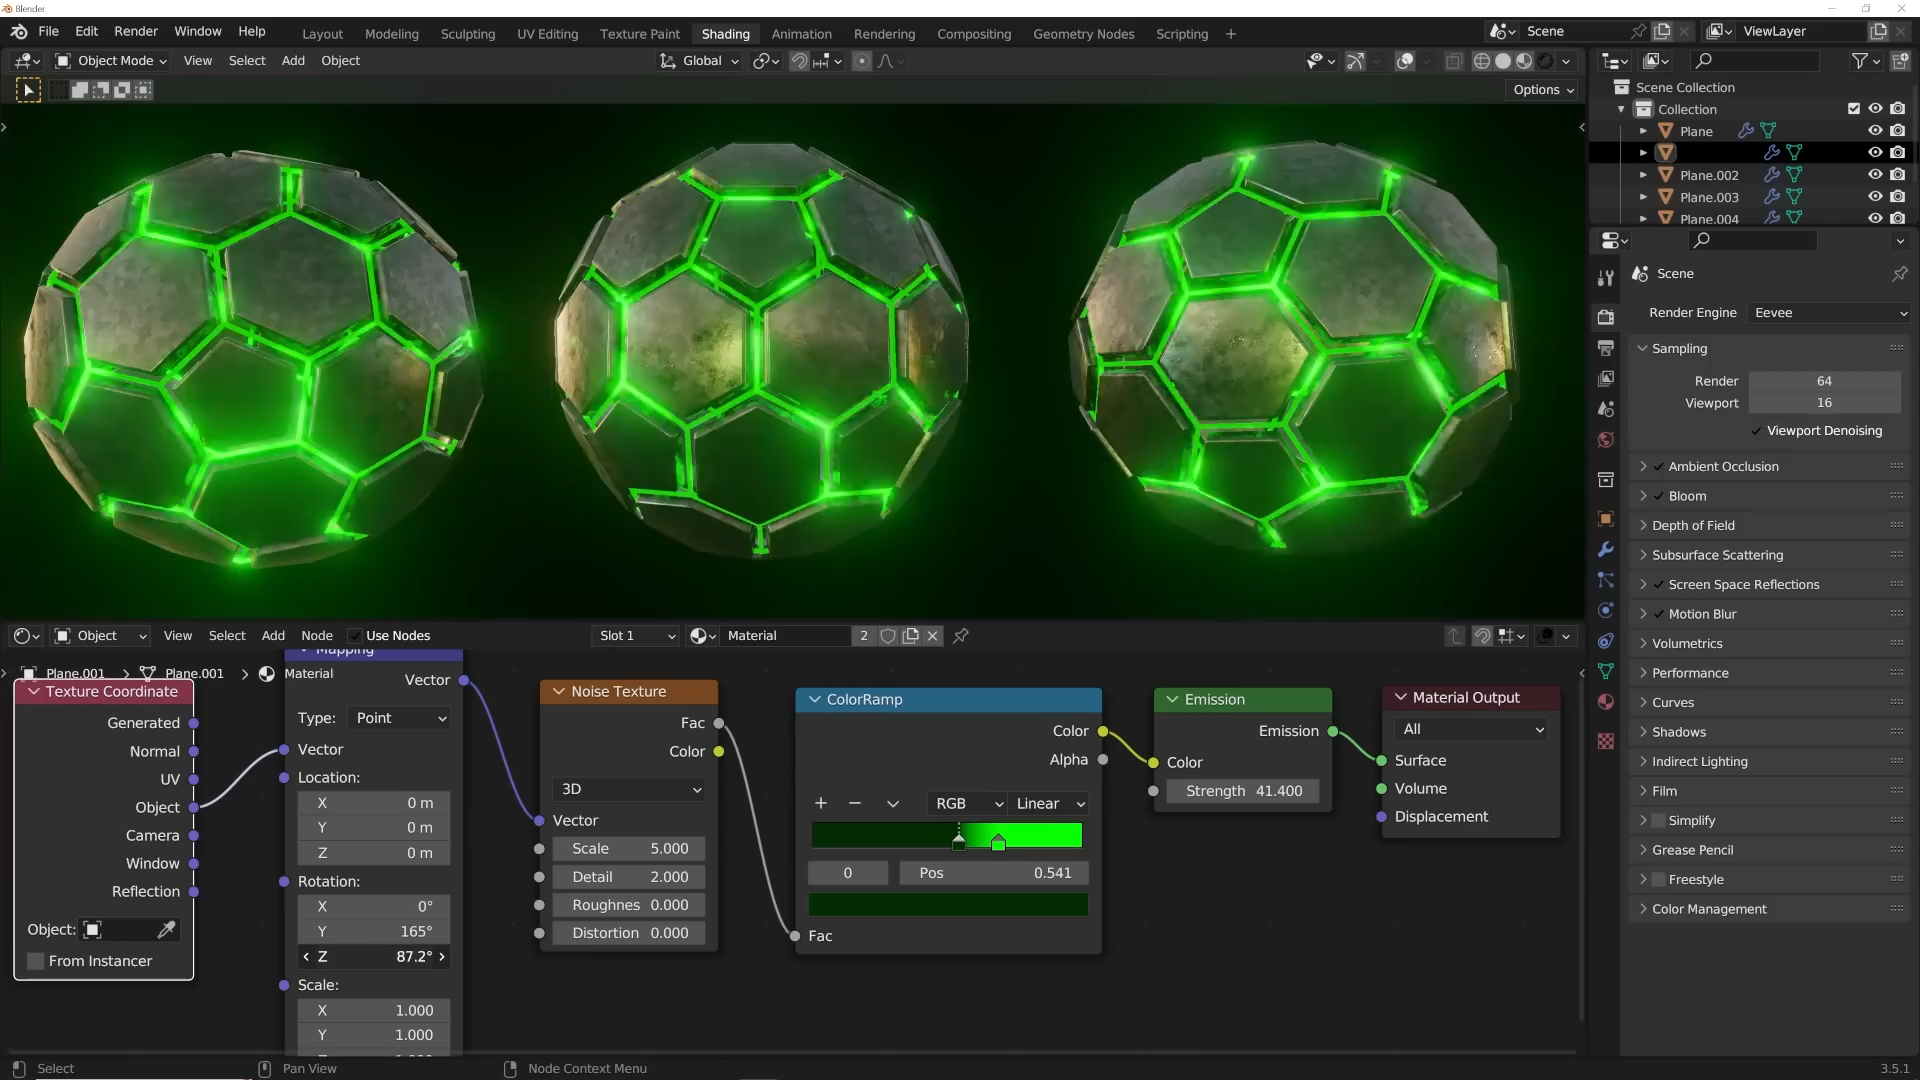 Blender
File Edit Render Window Help
Layout Modeling Sculpting UV Editing Texture Paint Shading Animation Rendering Compositing Geometry Nodes Scripting +
Scene
ViewLayer
Object Mode View Select Add Object
Global
Options
Scene Collection
Collection
Plane
Plane.002
Plane.003
Plane.004
Scene
Render Engine Eevee
Sampling
Render 64
Viewport 16
Viewport Denoising
Ambient Occlusion
Bloom
Depth of Field
Subsurface Scattering
Screen Space Reflections
Motion Blur
Volumetrics
Performance
Curves
Shadows
Indirect Lighting
Film
Simplify
Grease Pencil
Freestyle
Color Management
Object View Select Add Node Use Nodes
Slot 1
Material 2
Plane.001 > Plane.001 > Material
Texture Coordinate
Generated
Normal
UV
Object
Camera
Window
Reflection
Object:
From Instancer
Mapping
Vector
Type: Point
Vector
Location:
X 0 m
Y 0 m
Z 0 m
Rotation:
X 0°
Y 165°
Z 87.2°
Scale:
X 1.000
Y 1.000
Noise Texture
Fac
Color
3D
Vector
Scale 5.000
Detail 2.000
Roughnes 0.000
Distortion 0.000
ColorRamp
Color
Alpha
+ − RGB Linear
0 Pos 0.541
Fac
Emission
Emission
Color
Strength 41.400
Material Output
All
Surface
Volume
Displacement
Select Pan View Node Context Menu 3.5.1